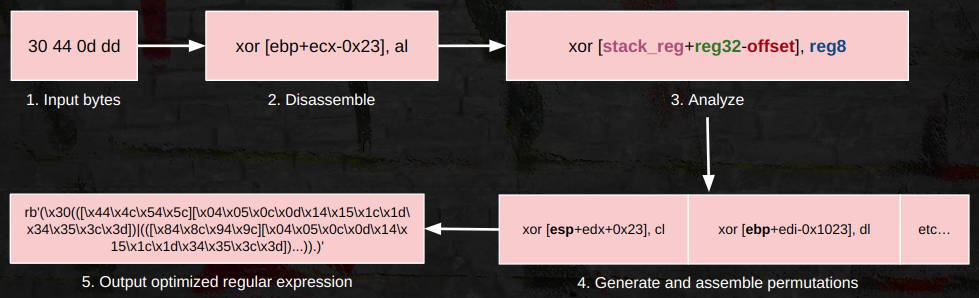 30 44 0d dd
1. Input bytes
xor [ebp+ecx-0x23], al
2. Disassemble
xor [stack_reg+reg32-offset], reg8
3. Analyze
xor [esp+edx+0x23], cl
xor [ebp+edi-0x1023], dl
etc...
4. Generate and assemble permutations
rb'(\x30(([\x44\x4c\x54\x5c][\x04\x05\x0c\x0d\x14\x15\x1c\x1d\
x34\x35\x3c\x3d])|(([\x84\x8c\x94\x9c][\x04\x05\x0c\x0d\x14\x
15\x1c\x1d\x34\x35\x3c\x3d]...)).)'
5. Output optimized regular expression